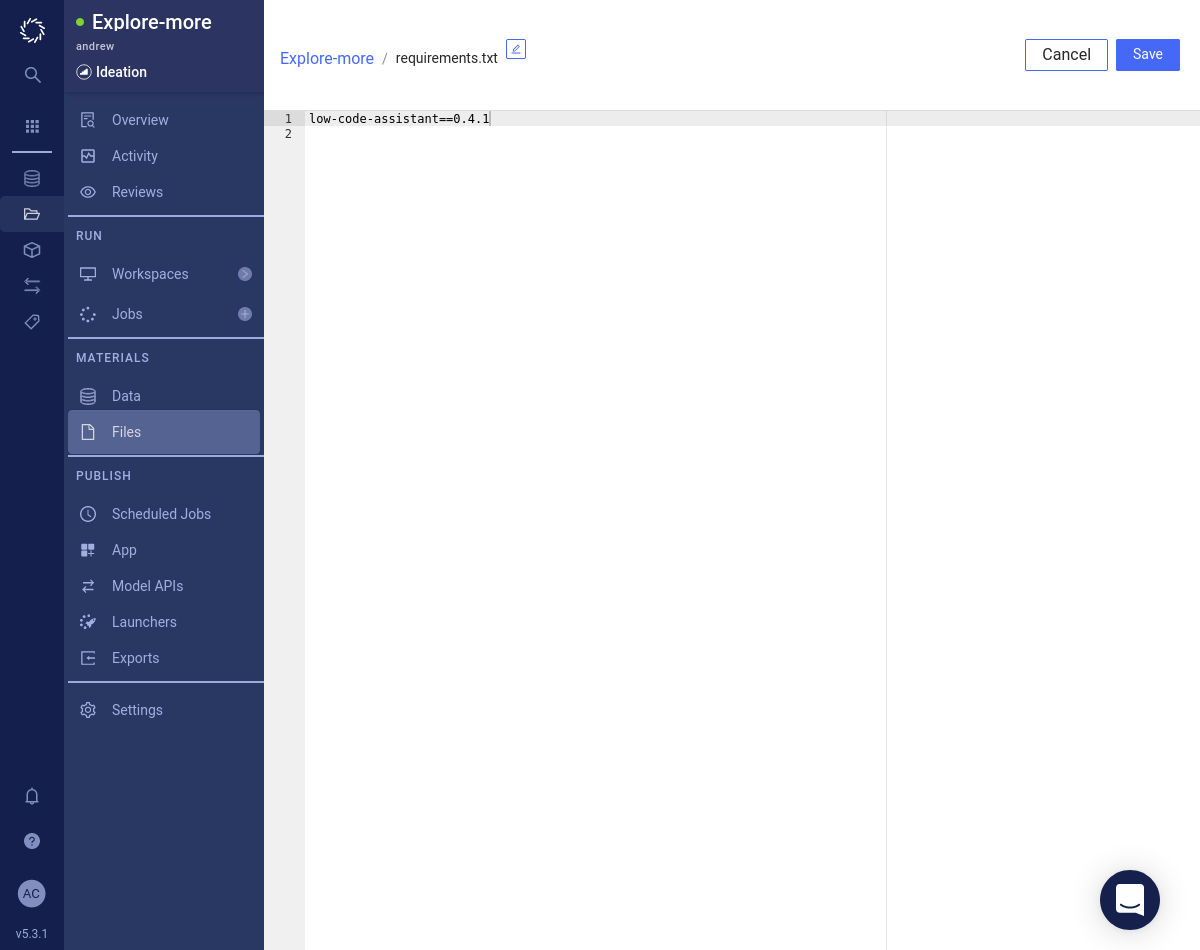 Explore-more
andrew
Ideation
Overview
Activity
Reviews
RUN
Workspaces
Jobs
MATERIALS
Data
Files
PUBLISH
Scheduled Jobs
App
Model APIs
Launchers
Exports
Settings
?
AC
v5.3.1
Explore-more / requirements.txt
Cancel
Save
1 low-code-assistant==0.4.1
2